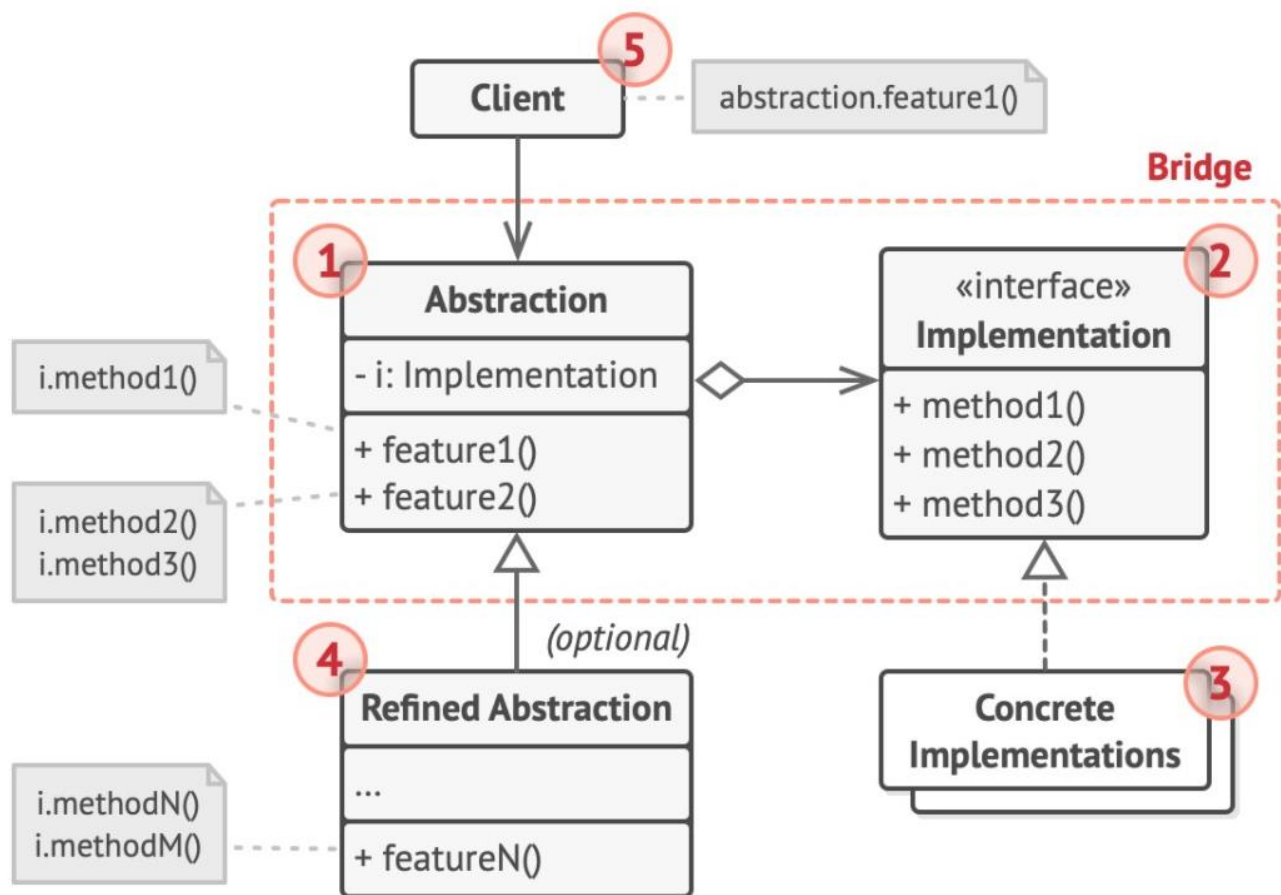 5
Client
abstraction.feature1()
Bridge
1
Abstraction
- i: Implementation
+ feature1()
+ feature2()
2
«interface»
Implementation
+ method1()
+ method2()
+ method3()
i.method1()
i.method2()
i.method3()
(optional)
4
Refined Abstraction
...
+ featureN()
3
Concrete
Implementations
i.methodN()
i.methodM()